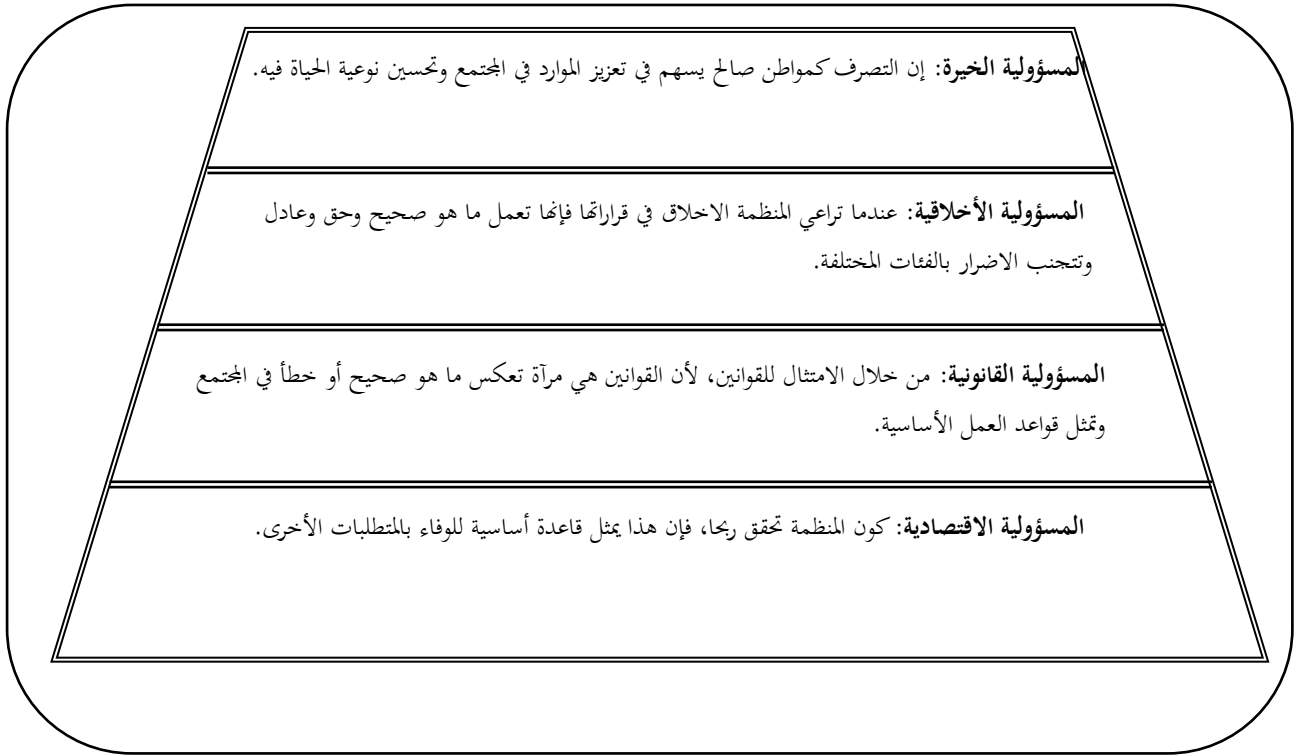 المسؤولية الخيرة: إن التصرف كمواطن صالح يسهم في تعزيز الموارد في المجتمع وتحسين نوعية الحياة فيه.
المسؤولية الأخلاقية: عندما تراعي المنظمة الاخلاق في قراراتها فإنها تعمل ما هو صحيح وحق وعادل
وتتجنب الاضرار بالفئات المختلفة.
المسؤولية القانونية: من خلال الامتثال للقوانين، لأن القوانين هي مرآة تعكس ما هو صحيح أو خطأ في المجتمع
وتمثل قواعد العمل الأساسية.
المسؤولية الاقتصادية: كون المنظمة تحقق ربحا، فإن هذا يمثل قاعدة أساسية للوفاء بالمتطلبات الأخرى.